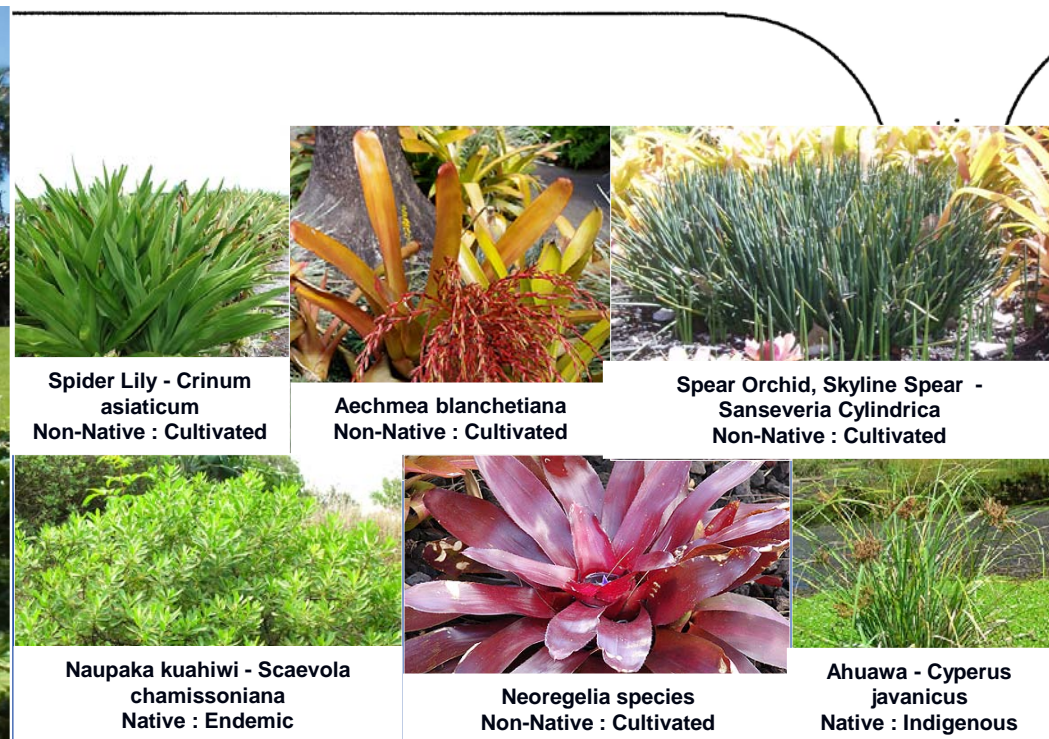 Spider Lily - Crinum
asiaticum
Non-Native : Cultivated
Aechmea blanchetiana
Non-Native : Cultivated
Spear Orchid, Skyline Spear -
Sanseveria Cylindrica
Non-Native : Cultivated
Naupaka kuahiwi - Scaevola
chamissoniana
Native : Endemic
Neoregelia species
Non-Native : Cultivated
Ahuawa - Cyperus
javanicus
Native : Indigenous